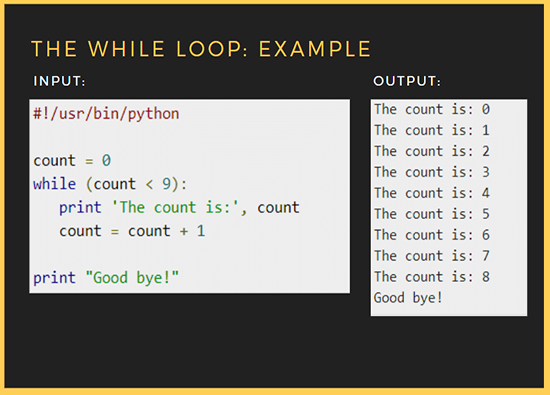 THE WHILE LOOP: EXAMPLE
INPUT:
#!/usr/bin/python
count = 0
while (count < 9):
   print 'The count is:', count
   count = count + 1
print "Good bye!"
OUTPUT:
The count is: 0
The count is: 1
The count is: 2
The count is: 3
The count is: 4
The count is: 5
The count is: 6
The count is: 7
The count is: 8
Good bye!